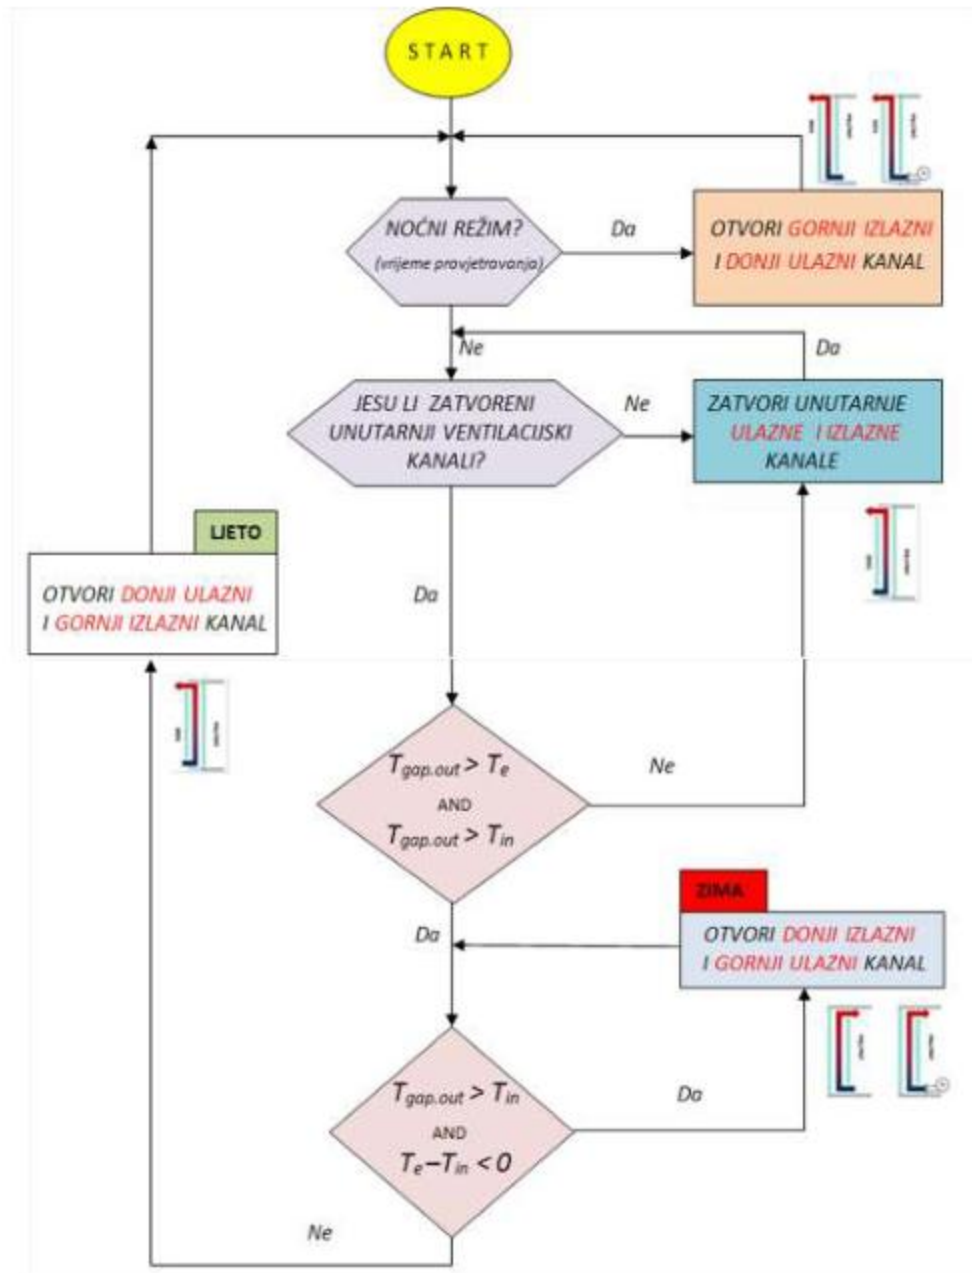 START
NOĆNI REŽIM?
(vrijeme provjetravanja)
Da
OTVORI GORNJI IZLAZNI
I DONJI ULAZNI KANAL
Ne
Da
JESU LI ZATVORENI
UNUTARNJI VENTILACIJSKI
KANALI?
Ne
ZATVORI UNUTARNJE
ULAZNE I IZLAZNE
KANALE
LJETO
OTVORI DONJI ULAZNI
I GORNJI IZLAZNI KANAL
Da
Tgap.out > Te
AND
Tgap.out > Tin
Ne
Da
ZIMA
OTVORI DONJI IZLAZNI
I GORNJI ULAZNI KANAL
Tgap.out > Tin
AND
Te–Tin < 0
Da
Ne